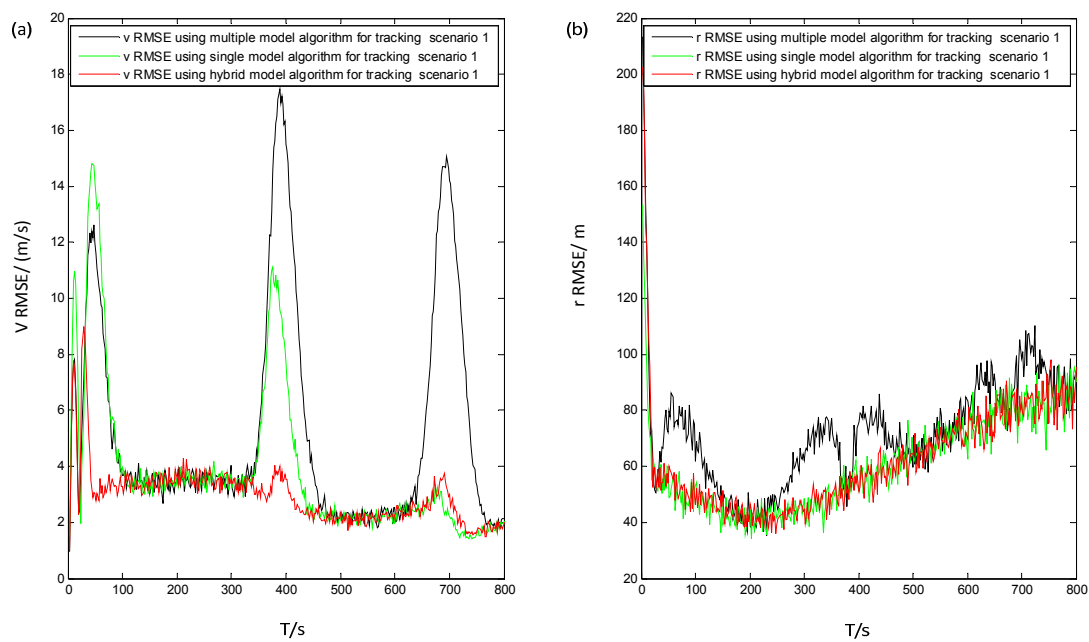 (a)
v RMSE using multiple model algorithm for tracking scenario 1
v RMSE using single model algorithm for tracking scenario 1
v RMSE using hybrid model algorithm for tracking scenario 1
20
18
16
14
12
10
8
6
4
2
0
V RMSE/ (m/s)
0 100 200 300 400 500 600 700 800
T/s
(b)
r RMSE using multiple model algorithm for tracking scenario 1
r RMSE using single model algorithm for tracking scenario 1
r RMSE using hybrid model algorithm for tracking scenario 1
220
200
180
160
140
120
100
80
60
40
20
r RMSE/ m
0 100 200 300 400 500 600 700 800
T/s